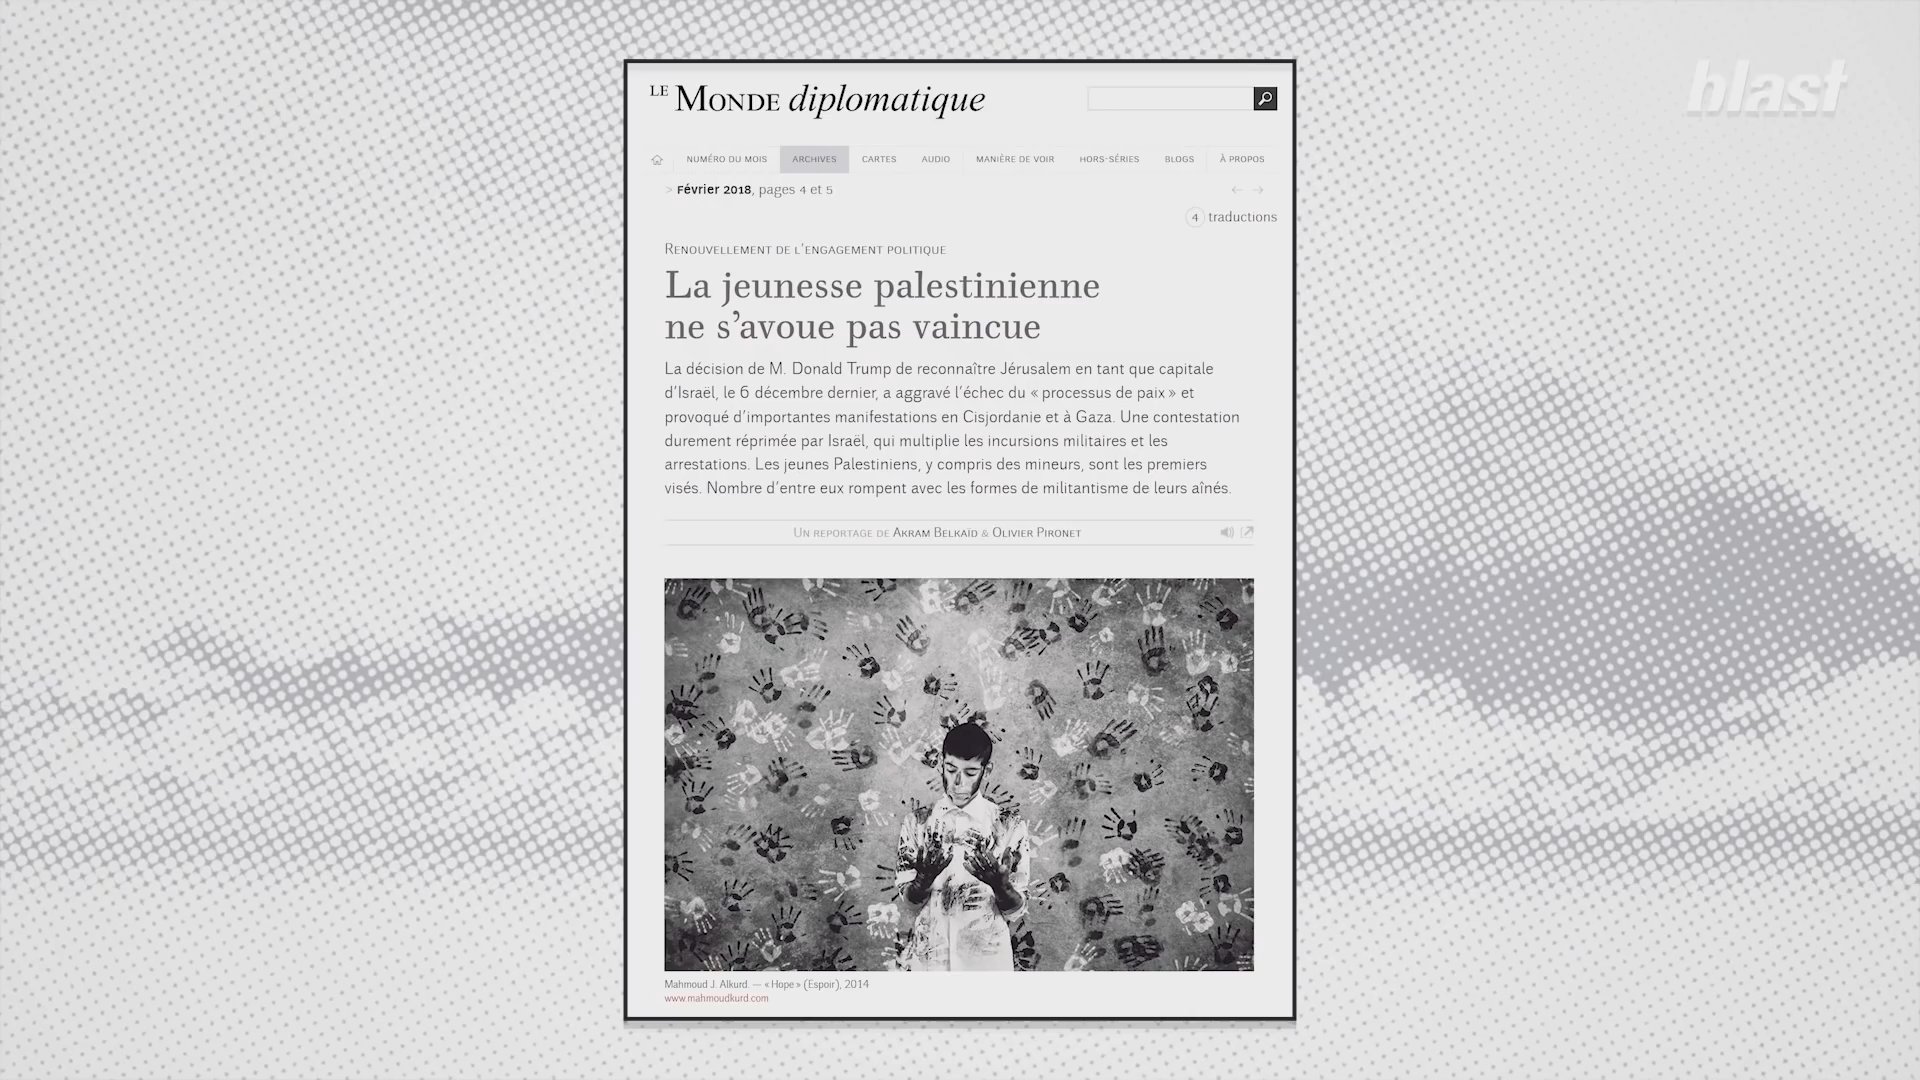 blast
LE MONDE diplomatique
NUMÉRO DU MOIS ARCHIVES CARTES AUDIO MANIÈRE DE VOIR HORS-SÉRIES BLOGS À PROPOS
> Février 2018, pages 4 et 5
4 traductions
RENOUVELLEMENT DE L'ENGAGEMENT POLITIQUE
La jeunesse palestinienne
ne s'avoue pas vaincue
La décision de M. Donald Trump de reconnaître Jérusalem en tant que capitale
d'Israël, le 6 décembre dernier, a aggravé l'échec du « processus de paix » et
provoqué d'importantes manifestations en Cisjordanie et à Gaza. Une contestation
durement réprimée par Israël, qui multiplie les incursions militaires et les
arrestations. Les jeunes Palestiniens, y compris des mineurs, sont les premiers
visés. Nombre d'entre eux rompent avec les formes de militantisme de leurs aînés.
UN REPORTAGE DE AKRAM BELKAÏD & OLIVIER PIRONET
Mahmoud J. Alkurd. — « Hope » (Espoir), 2014
www.mahmoudkurd.com